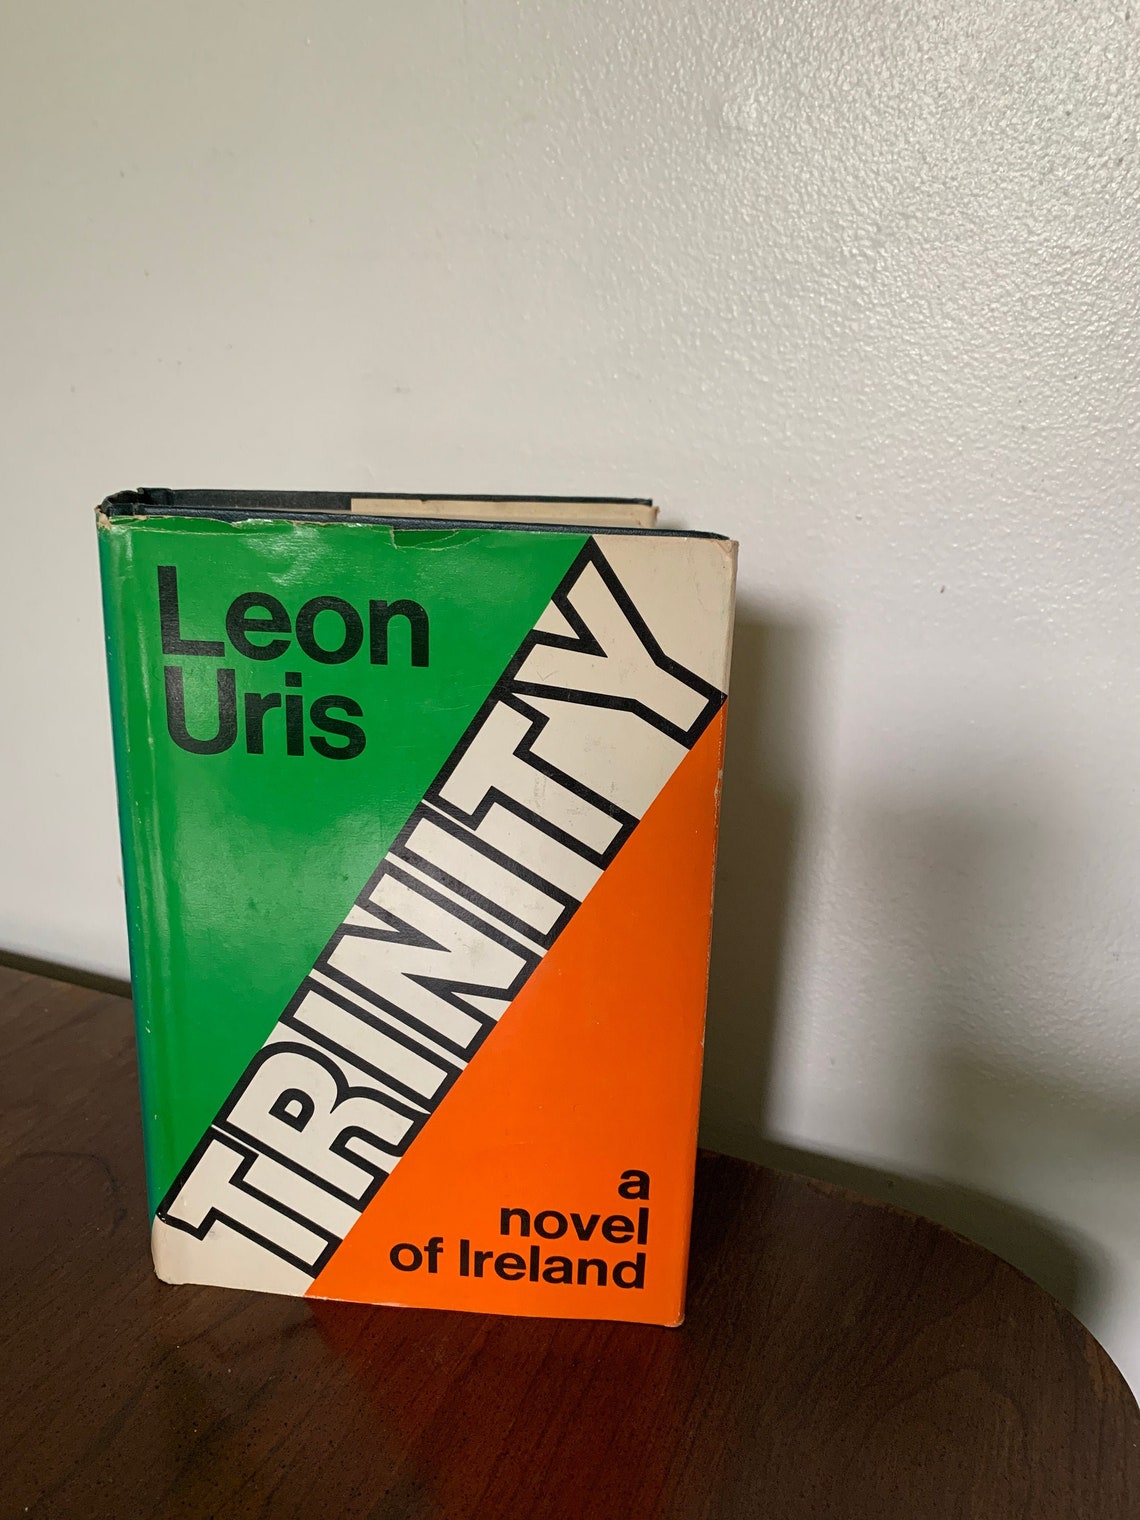 Leon
Uris
TRINITY
a
novel
of Ireland